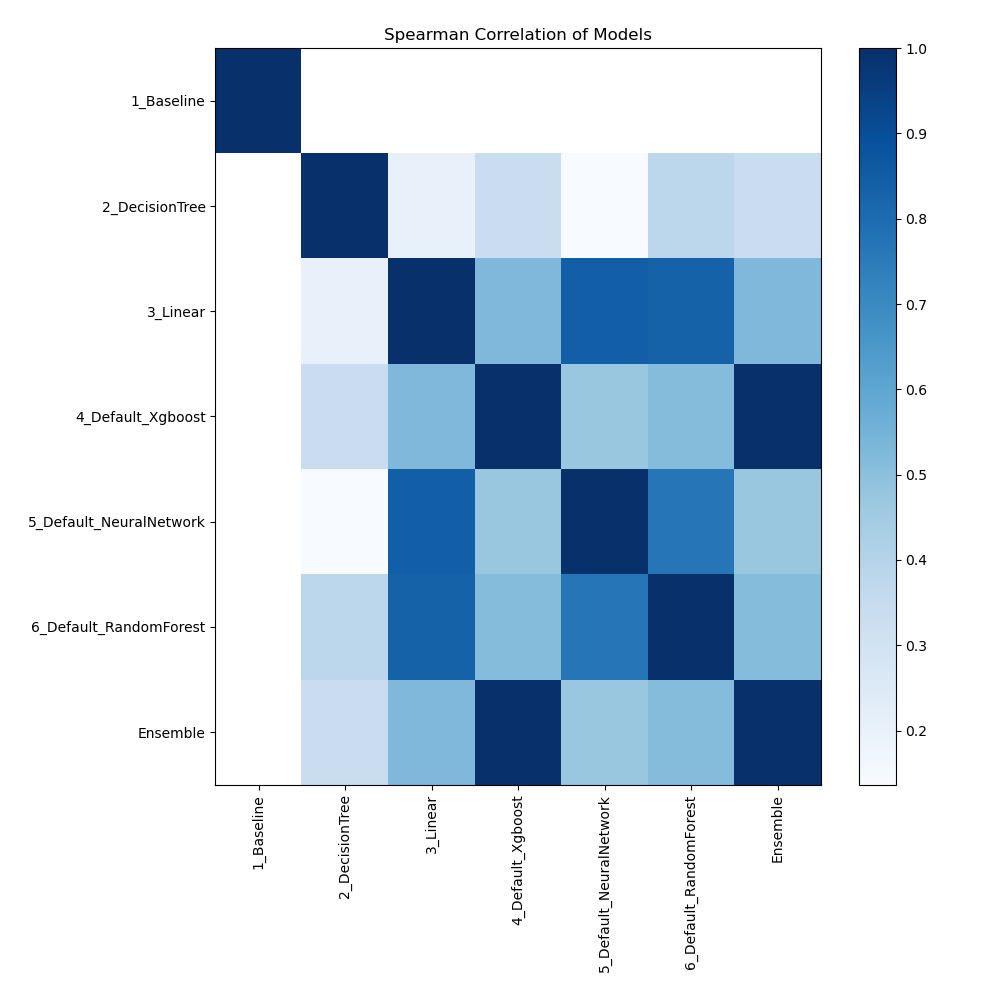 Spearman Correlation of Models
1_Baseline
2_DecisionTree
3_Linear
4_Default_Xgboost
5_Default_NeuralNetwork
6_Default_RandomForest
Ensemble
1_Baseline
2_DecisionTree
3_Linear
4_Default_Xgboost
5_Default_NeuralNetwork
6_Default_RandomForest
Ensemble
1.0
0.9
0.8
0.7
0.6
0.5
0.4
0.3
0.2